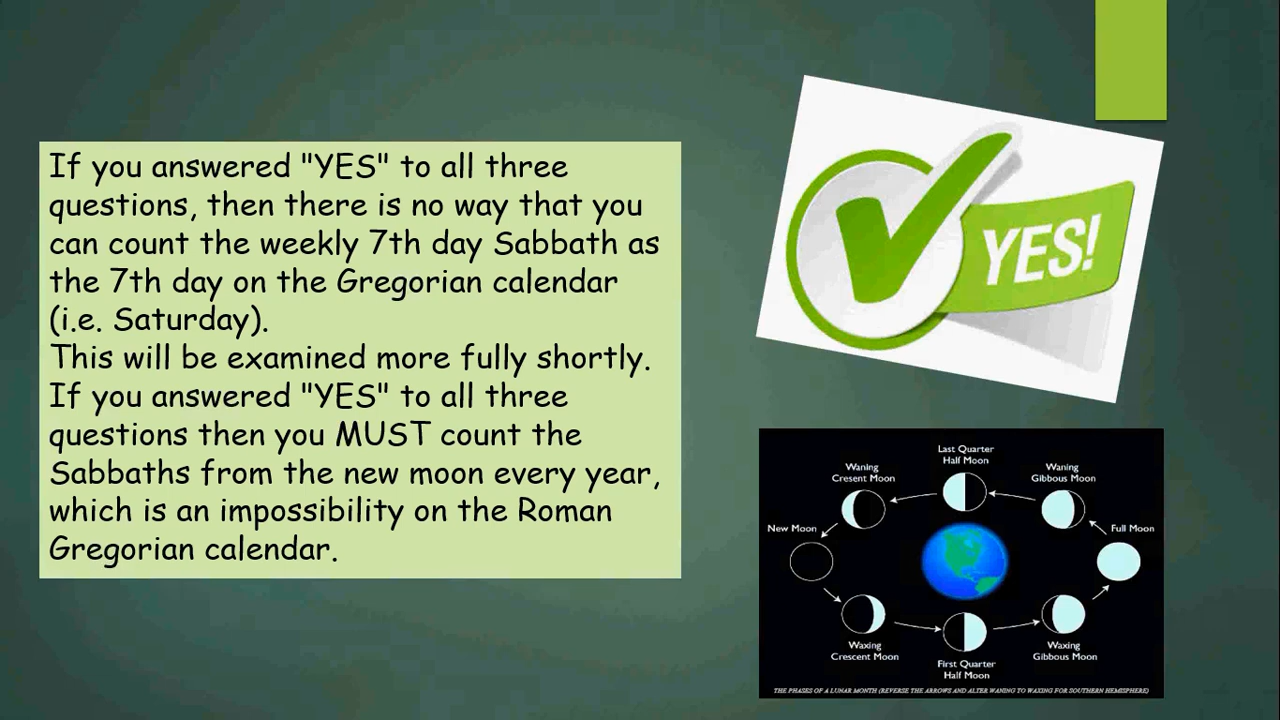 If you answered "YES" to all three
questions, then there is no way that you
can count the weekly 7th day Sabbath as
the 7th day on the Gregorian calendar
(i.e. Saturday).
This will be examined more fully shortly.
If you answered "YES" to all three
questions then you MUST count the
Sabbaths from the new moon every year,
which is an impossibility on the Roman
Gregorian calendar.
YES!
Last Quarter
Half Moon
Waning
Cresent Moon
Waning
Gibbous Moon
New Moon
Full Moon
Waxing
Crescent Moon
Waxing
Gibbous Moon
First Quarter
Half Moon
THE PHASES OF A LUNAR MONTH (REVERSE THE ARROWS AND ALTER WANING TO WAXING FOR SOUTHERN HEMISPHERE)